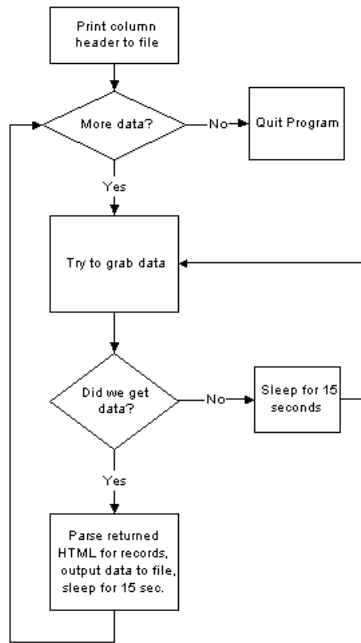 Print column
header to file
More data?
No
Quit Program
Yes
Try to grab data
Did we get
data?
No
Sleep for 15
seconds
Yes
Parse returned
HTML for records,
output data to file,
sleep for 15 sec.